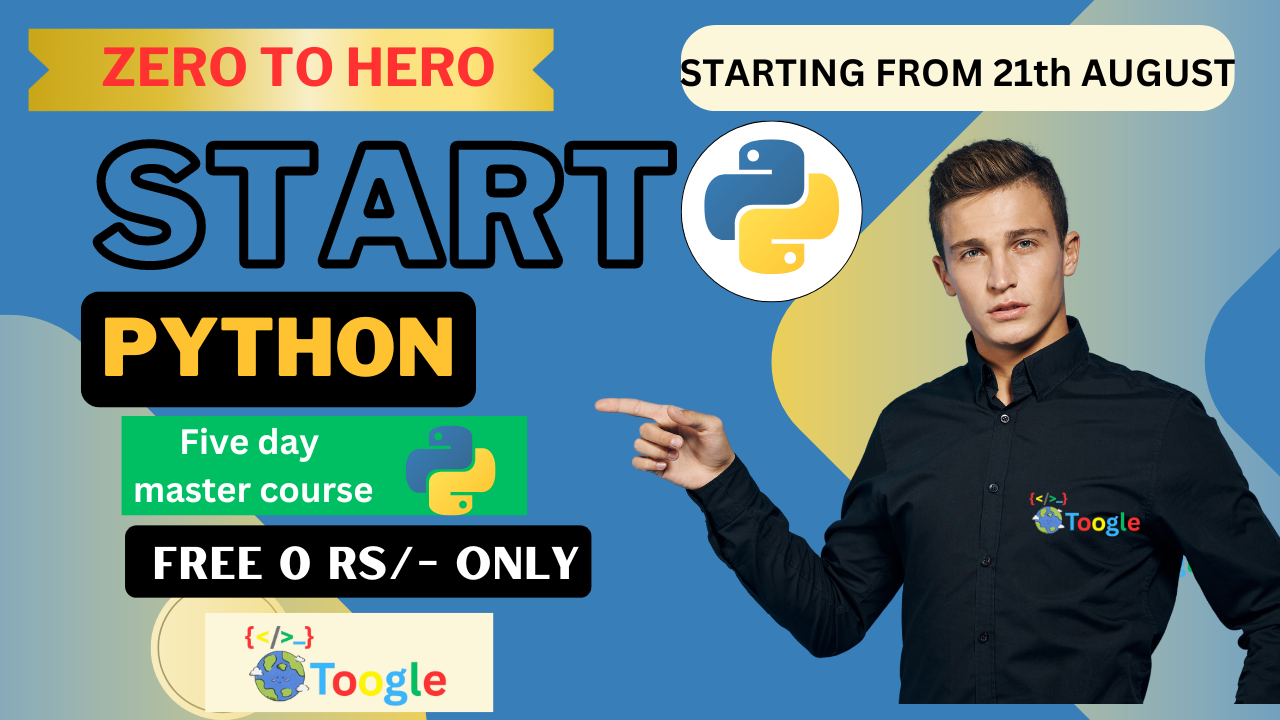 ZERO TO HERO
STARTING FROM 21th AUGUST
START
PYTHON
Five day
master course
FREE 0 RS/- ONLY
{</>_}
Toogle
{</>_}
Toogle